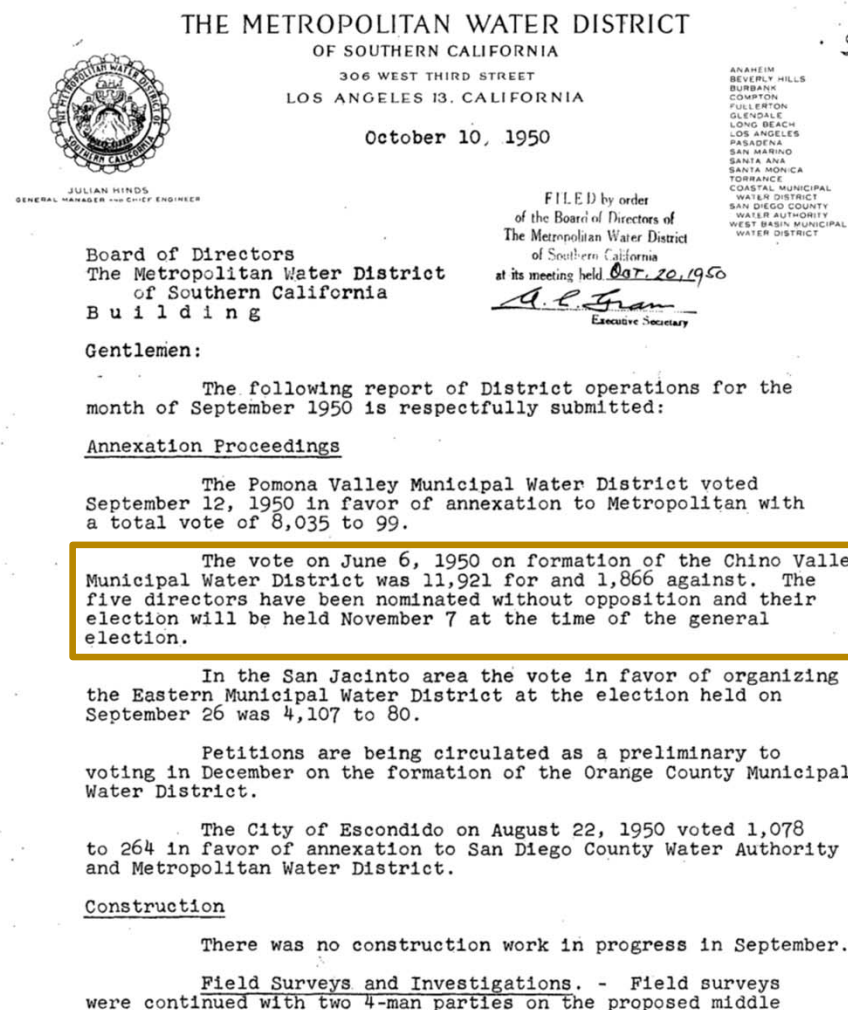 THE METROPOLITAN WATER DISTRICT
OF SOUTHERN CALIFORNIA
306 WEST THIRD STREET
LOS ANGELES 13, CALIFORNIA
October 10, 1950
THE METROPOLITAN WATER DISTRICT OF SOUTHERN CALIFORNIA
JULIAN HINDS
GENERAL MANAGER AND CHIEF ENGINEER
ANAHEIM
BEVERLY HILLS
BURBANK
COMPTON
FULLERTON
GLENDALE
LONG BEACH
LOS ANGELES
PASADENA
SAN MARINO
SANTA ANA
SANTA MONICA
TORRANCE
COASTAL MUNICIPAL
WATER DISTRICT
SAN DIEGO COUNTY
WATER AUTHORITY
WEST BASIN MUNICIPAL
WATER DISTRICT
FILED by order
of the Board of Directors of
The Metropolitan Water District
of Southern California
at its meeting held OCT. 20, 1950
Executive Secretary
Board of Directors
The Metropolitan Water District
of Southern California
B u i l d i n g
Gentlemen:
The following report of District operations for the
month of September 1950 is respectfully submitted:
Annexation Proceedings
The Pomona Valley Municipal Water District voted
September 12, 1950 in favor of annexation to Metropolitan with
a total vote of 8,035 to 99.
The vote on June 6, 1950 on formation of the Chino Valle
Municipal Water District was 11,921 for and 1,866 against. The
five directors have been nominated without opposition and their
election will be held November 7 at the time of the general
election.
In the San Jacinto area the vote in favor of organizing
the Eastern Municipal Water District at the election held on
September 26 was 4,107 to 80.
Petitions are being circulated as a preliminary to
voting in December on the formation of the Orange County Municipal
Water District.
The City of Escondido on August 22, 1950 voted 1,078
to 264 in favor of annexation to San Diego County Water Authority
and Metropolitan Water District.
Construction
There was no construction work in progress in September.
Field Surveys and Investigations. - Field surveys
were continued with two 4-man parties on the proposed middle